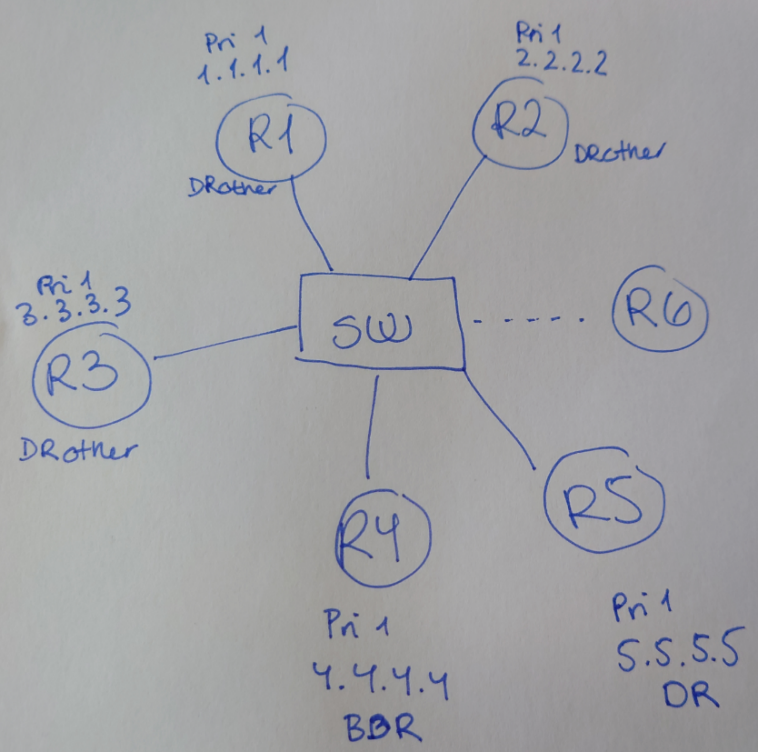 Pri 1
1.1.1.1
R1
DRother
Pri 1
2.2.2.2
R2
DRother
Pri 1
3.3.3.3
R3
DRother
SW
R6
R4
Pri 1
4.4.4.4
BDR
R5
Pri 1
5.5.5.5
DR